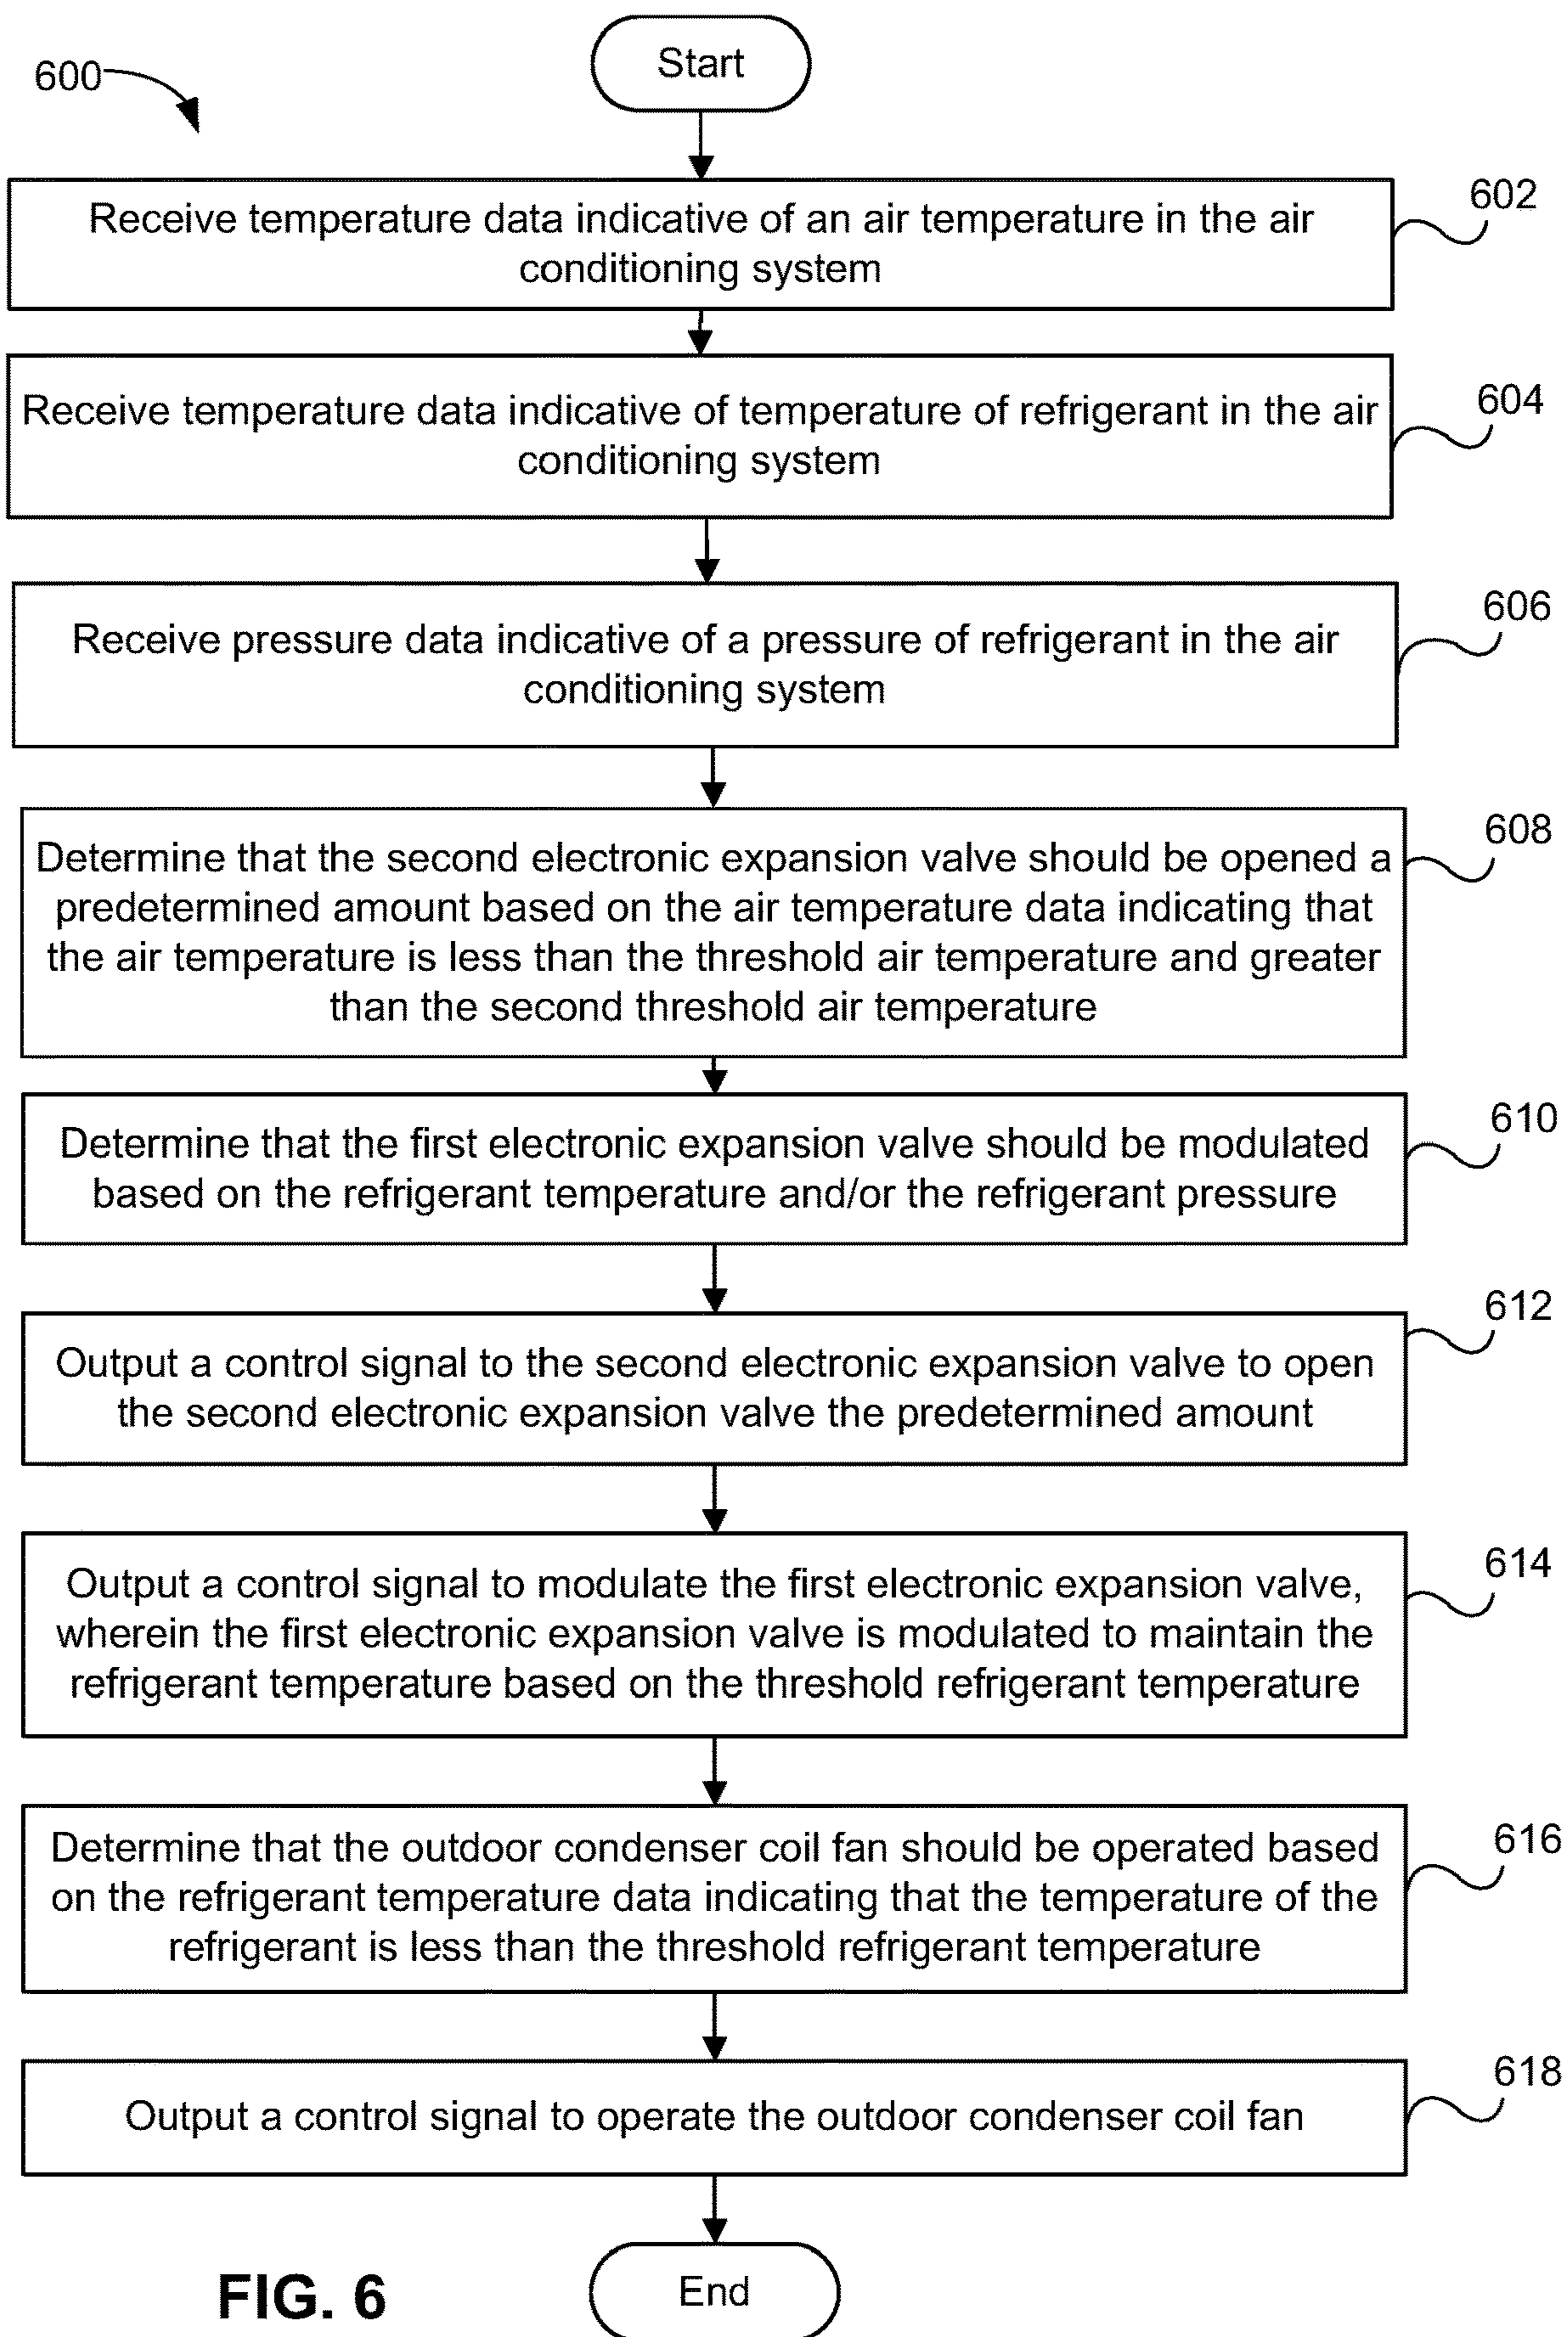 Start
600
Receive temperature data indicative of an air temperature in the air
conditioning system
602
Receive temperature data indicative of temperature of refrigerant in the air
conditioning system
604
Receive pressure data indicative of a pressure of refrigerant in the air
conditioning system
606
Determine that the second electronic expansion valve should be opened a
predetermined amount based on the air temperature data indicating that
the air temperature is less than the threshold air temperature and greater
than the second threshold air temperature
608
Determine that the first electronic expansion valve should be modulated
based on the refrigerant temperature and/or the refrigerant pressure
610
Output a control signal to the second electronic expansion valve to open
the second electronic expansion valve the predetermined amount
612
Output a control signal to modulate the first electronic expansion valve,
wherein the first electronic expansion valve is modulated to maintain the
refrigerant temperature based on the threshold refrigerant temperature
614
Determine that the outdoor condenser coil fan should be operated based
on the refrigerant temperature data indicating that the temperature of the
refrigerant is less than the threshold refrigerant temperature
616
Output a control signal to operate the outdoor condenser coil fan
618
End
FIG. 6